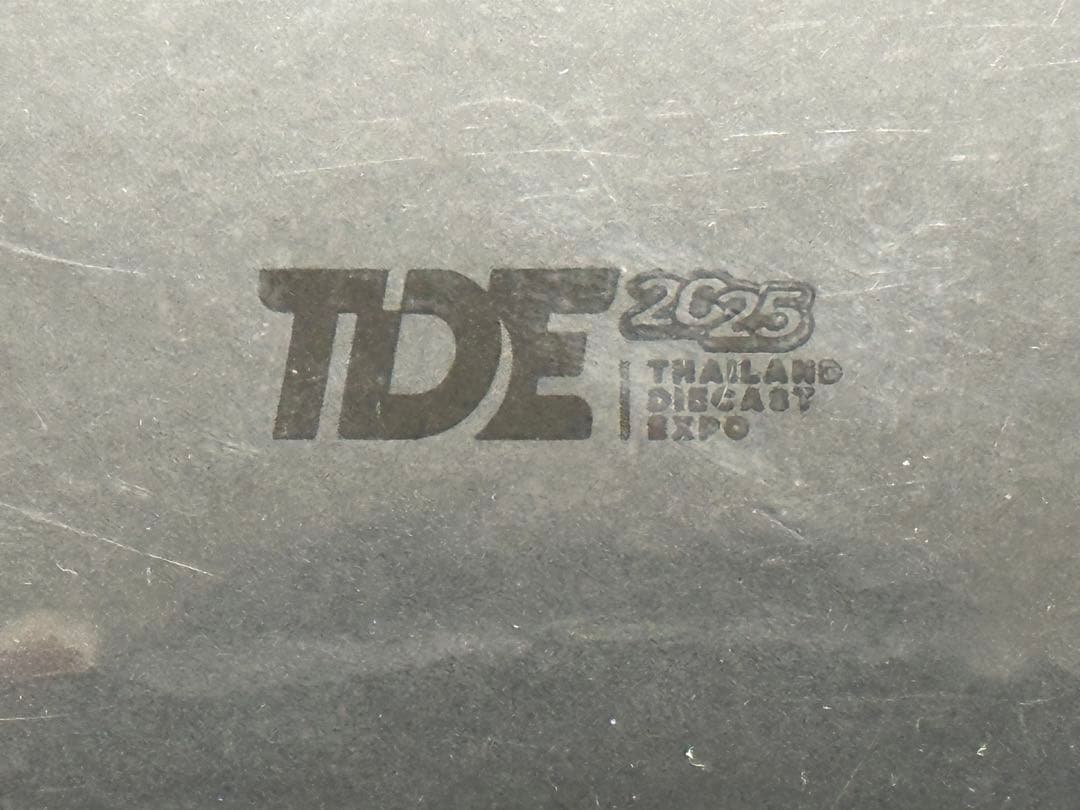 TDE 2025
THAILAND
DIECAST
EXPO